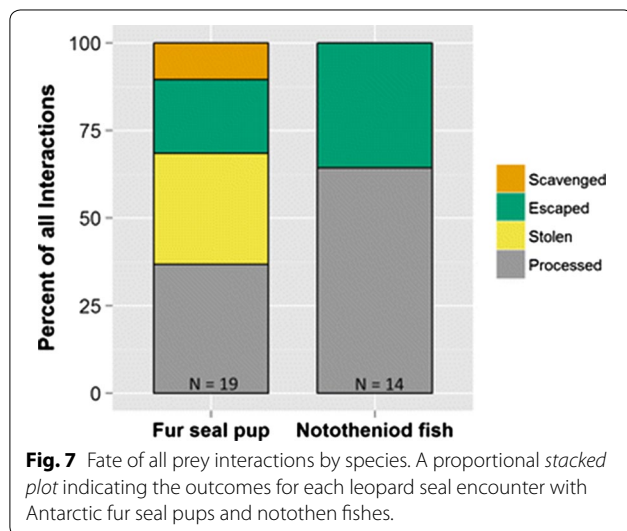 100
75
50
25
0
Percent of all Interactions
N = 19
N = 14
Fur seal pup
Nototheniod fish
Scavenged
Escaped
Stolen
Processed
Fig. 7 Fate of all prey interactions by species. A proportional stacked
plot indicating the outcomes for each leopard seal encounter with
Antarctic fur seal pups and notothen fishes.